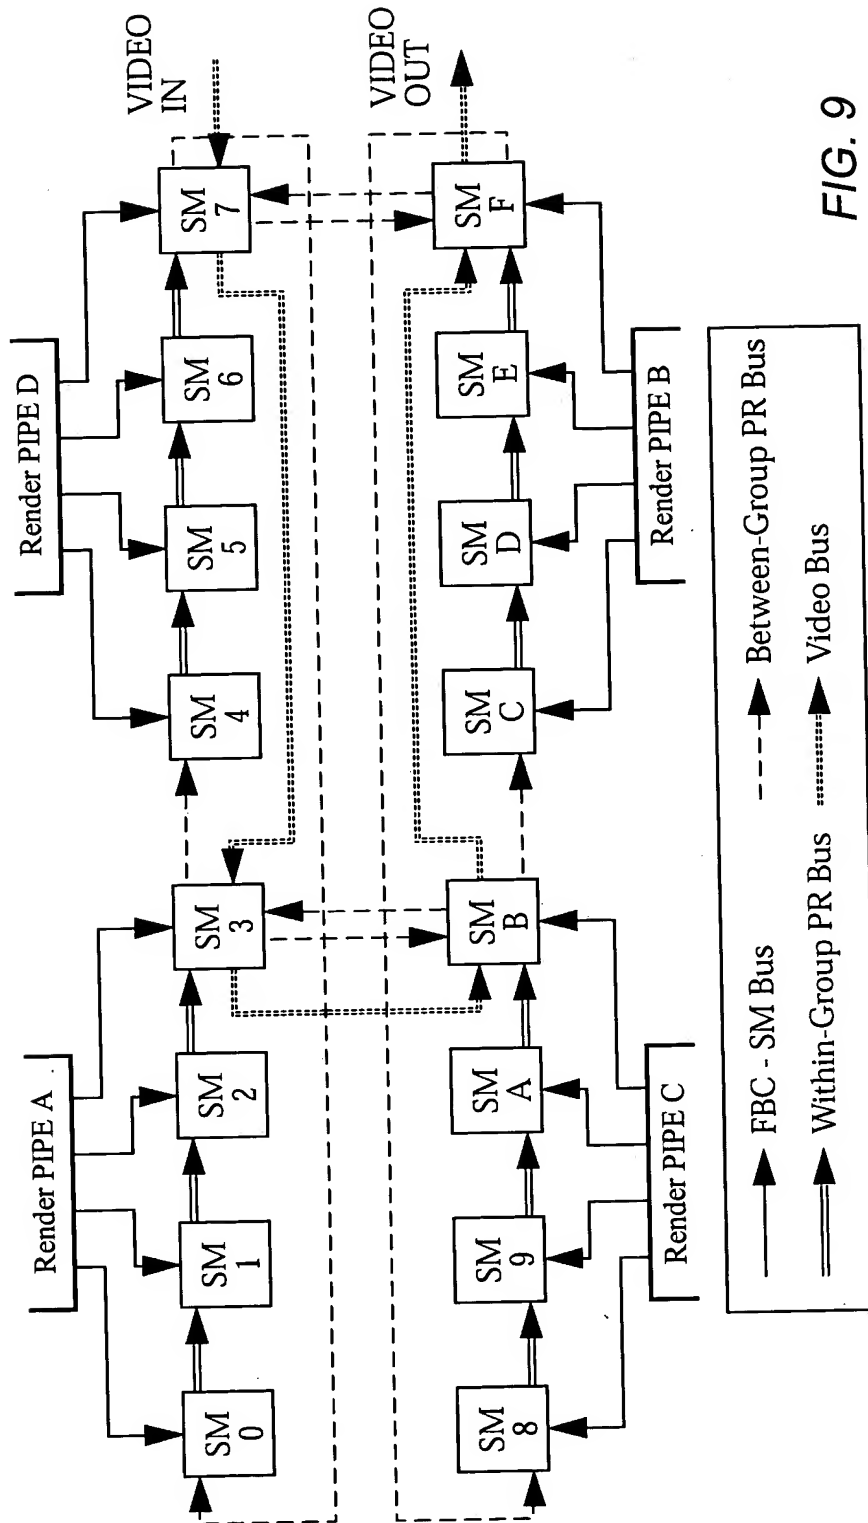 Render PIPE A
Render PIPE D
VIDEO
IN
SM
0
SM
1
SM
2
SM
3
SM
4
SM
5
SM
6
SM
7
VIDEO
OUT
SM
8
SM
9
SM
A
SM
B
SM
C
SM
D
SM
E
SM
F
Render PIPE C
Render PIPE B
FBC - SM Bus
Between-Group PR Bus
Within-Group PR Bus
Video Bus
FIG. 9